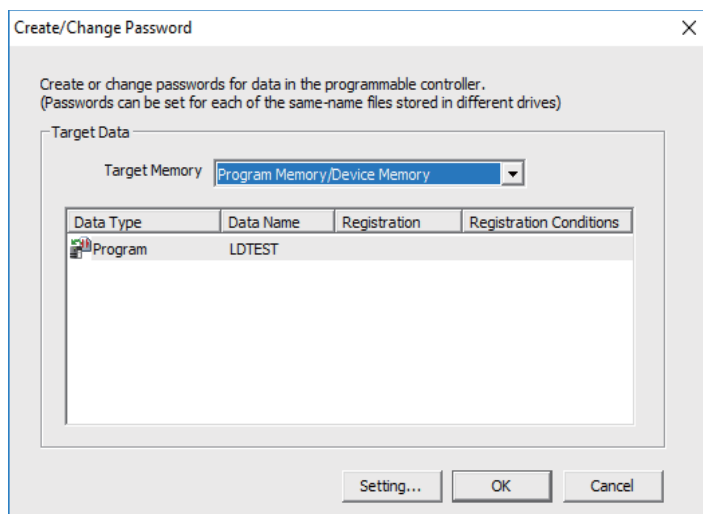 Create/Change Password
Create or change passwords for data in the programmable controller.
(Passwords can be set for each of the same-name files stored in different drives)
Target Data
Target Memory Program Memory/Device Memory
Data Type Data Name Registration Registration Conditions
Program LDTEST
Setting... OK Cancel